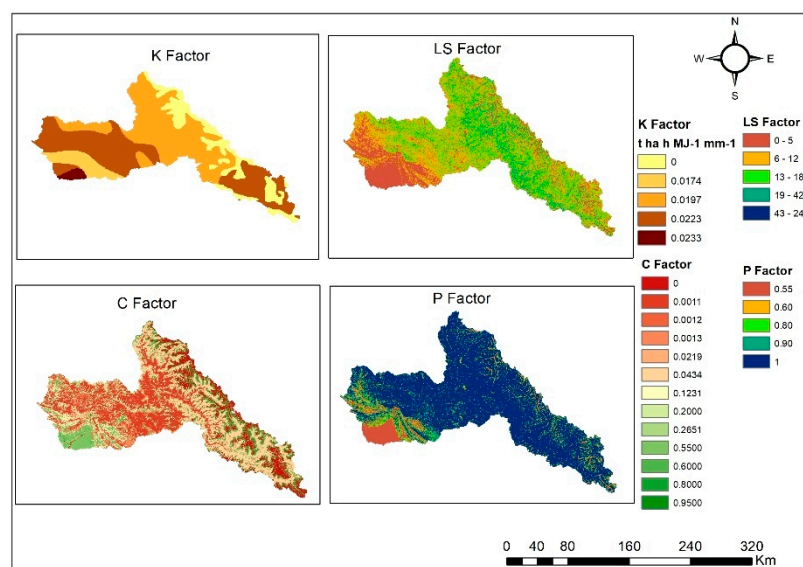 K Factor
LS Factor
N
W E
S
K Factor
t ha h MJ-1 mm-1
0
0.0174
0.0197
0.0223
0.0233
LS Factor
0 - 5
6 - 12
13 - 18
19 - 42
43 - 24
C Factor
P Factor
C Factor
0
0.0011
0.0012
0.0013
0.0219
0.0434
0.1231
0.2000
0.2651
0.5500
0.6000
0.8000
0.9500
P Factor
0.55
0.60
0.80
0.90
1
0 40 80 160 240 320
Km